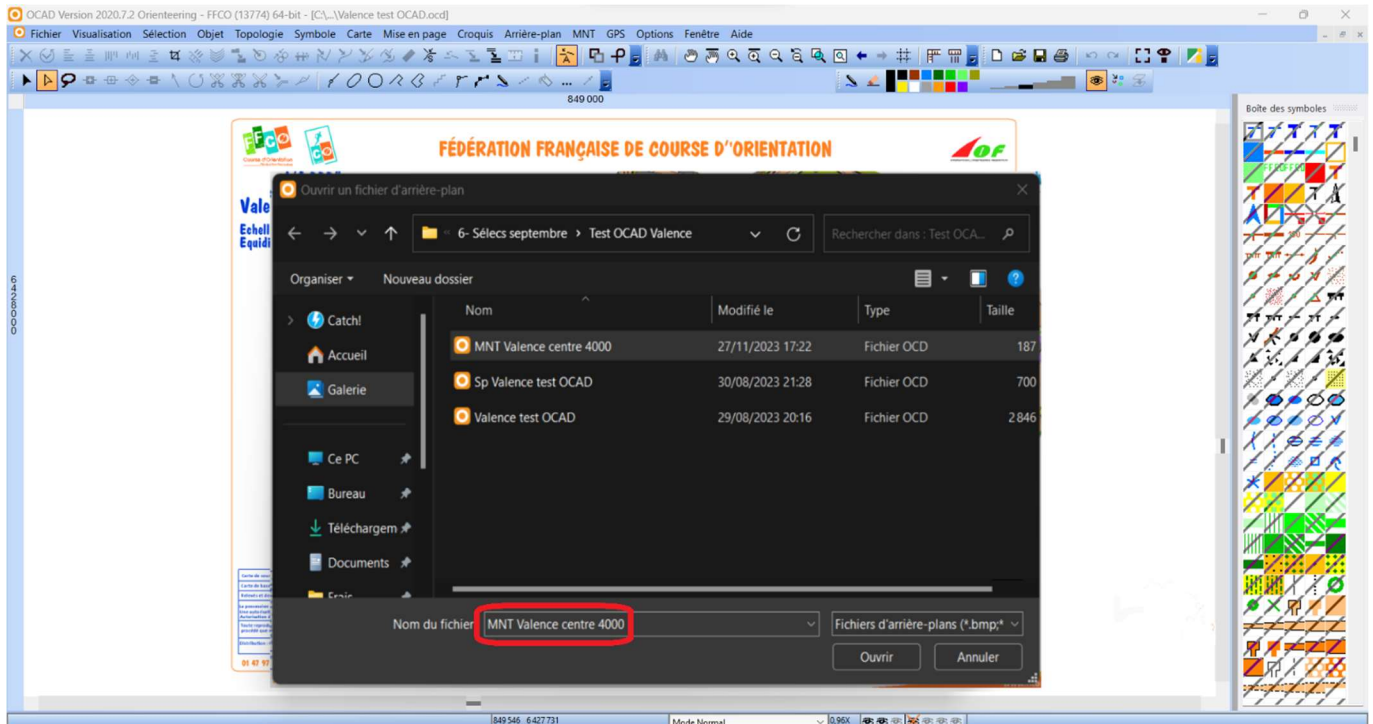 OCAD Version 2020.7.2 Orienteering - FFCO (13774) 64-bit - [C:\...\Valence test OCAD.ocd]
Fichier Visualisation Sélection Objet Topologie Symbole Carte Mise en page Croquis Arrière-plan MNT GPS Options Fenêtre Aide
849 000
Boîte des symboles
FFCO
FÉDÉRATION FRANÇAISE DE COURSE D''ORIENTATION
IOF
Vale
Echell
Equidi
6428000
Ouvrir un fichier d'arrière-plan
6- Sélecs septembre > Test OCAD Valence
Rechercher dans : Test OCA...
Organiser
Nouveau dossier
Nom Modifié le Type Taille
Catch!
Accueil
Galerie
Ce PC
Bureau
Téléchargem
Documents
Frais
MNT Valence centre 4000 27/11/2023 17:22 Fichier OCD 187
Sp Valence test OCAD 30/08/2023 21:28 Fichier OCD 700
Valence test OCAD 29/08/2023 20:16 Fichier OCD 2 846
Nom du fichier MNT Valence centre 4000 Fichiers d'arrière-plans (*.bmp;*
Ouvrir Annuler
01 47 97
849 546 6 427 731 Mode Normal 0.96X